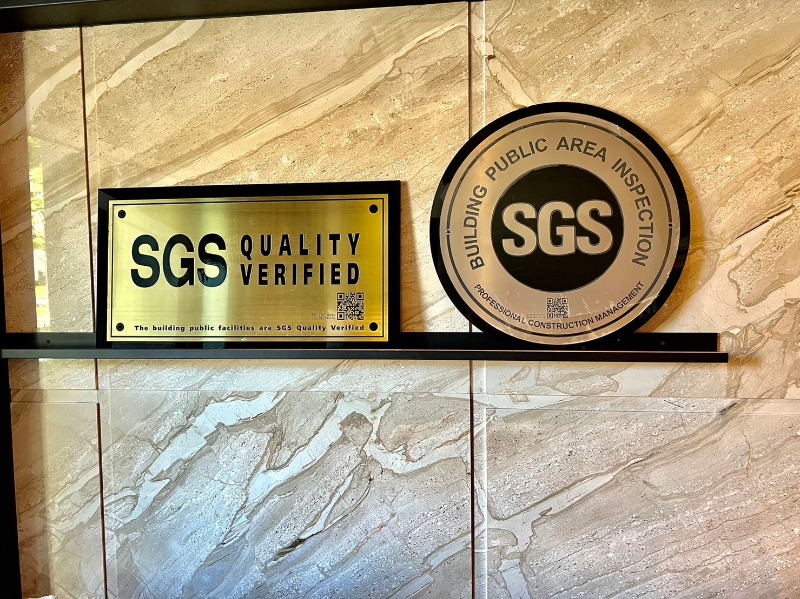 SGS QUALITY
VERIFIED
The building public facilities are SGS Quality Verified
BUILDING PUBLIC AREA INSPECTION
SGS
PROFESSIONAL CONSTRUCTION MANAGEMENT